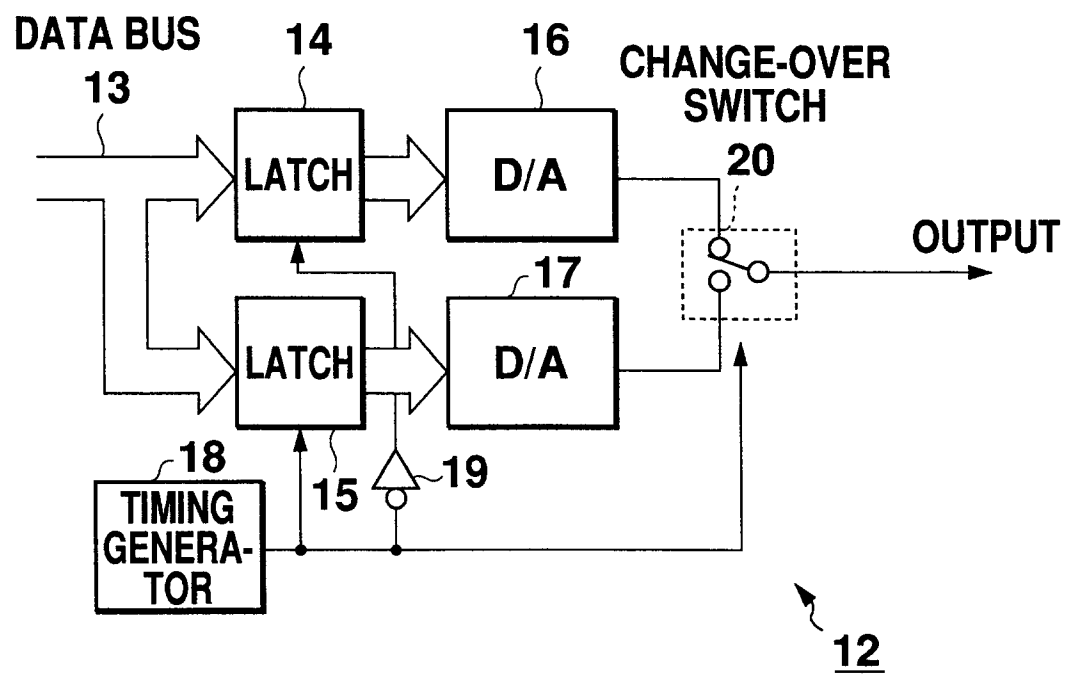 DATA BUS
13
14
16
CHANGE-OVER
SWITCH
20
LATCH
D/A
OUTPUT
17
LATCH
D/A
18
15
19
TIMING
GENERA-
TOR
12